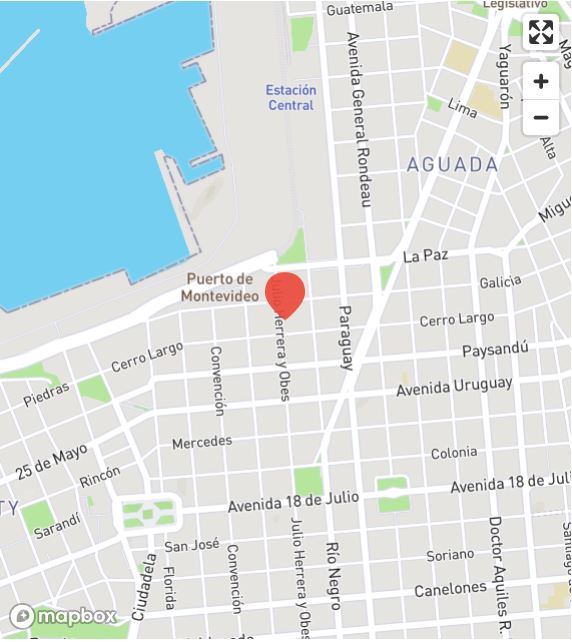 Guatemala
Legislativo
Avenida General Rondeau
Yaguarón
Estación
Central
Lima
Alta
AGUADA
La Paz
Puerto de
Montevideo
Galicia
Julio Herrera y Obes
Paraguay
Cerro Largo
Cerro Largo
Paysandú
Convención
Piedras
Avenida Uruguay
Mercedes
25 de Mayo
Colonia
Rincón
Avenida 18 de Julio
Avenida 18 de Juli
TY
Sarandí
San José
Julio Herrera y Obes
Río Negro
Doctor Aquiles R.
Santiago
Soriano
Convención
Florida
Ciudadela
Canelones
mapbox